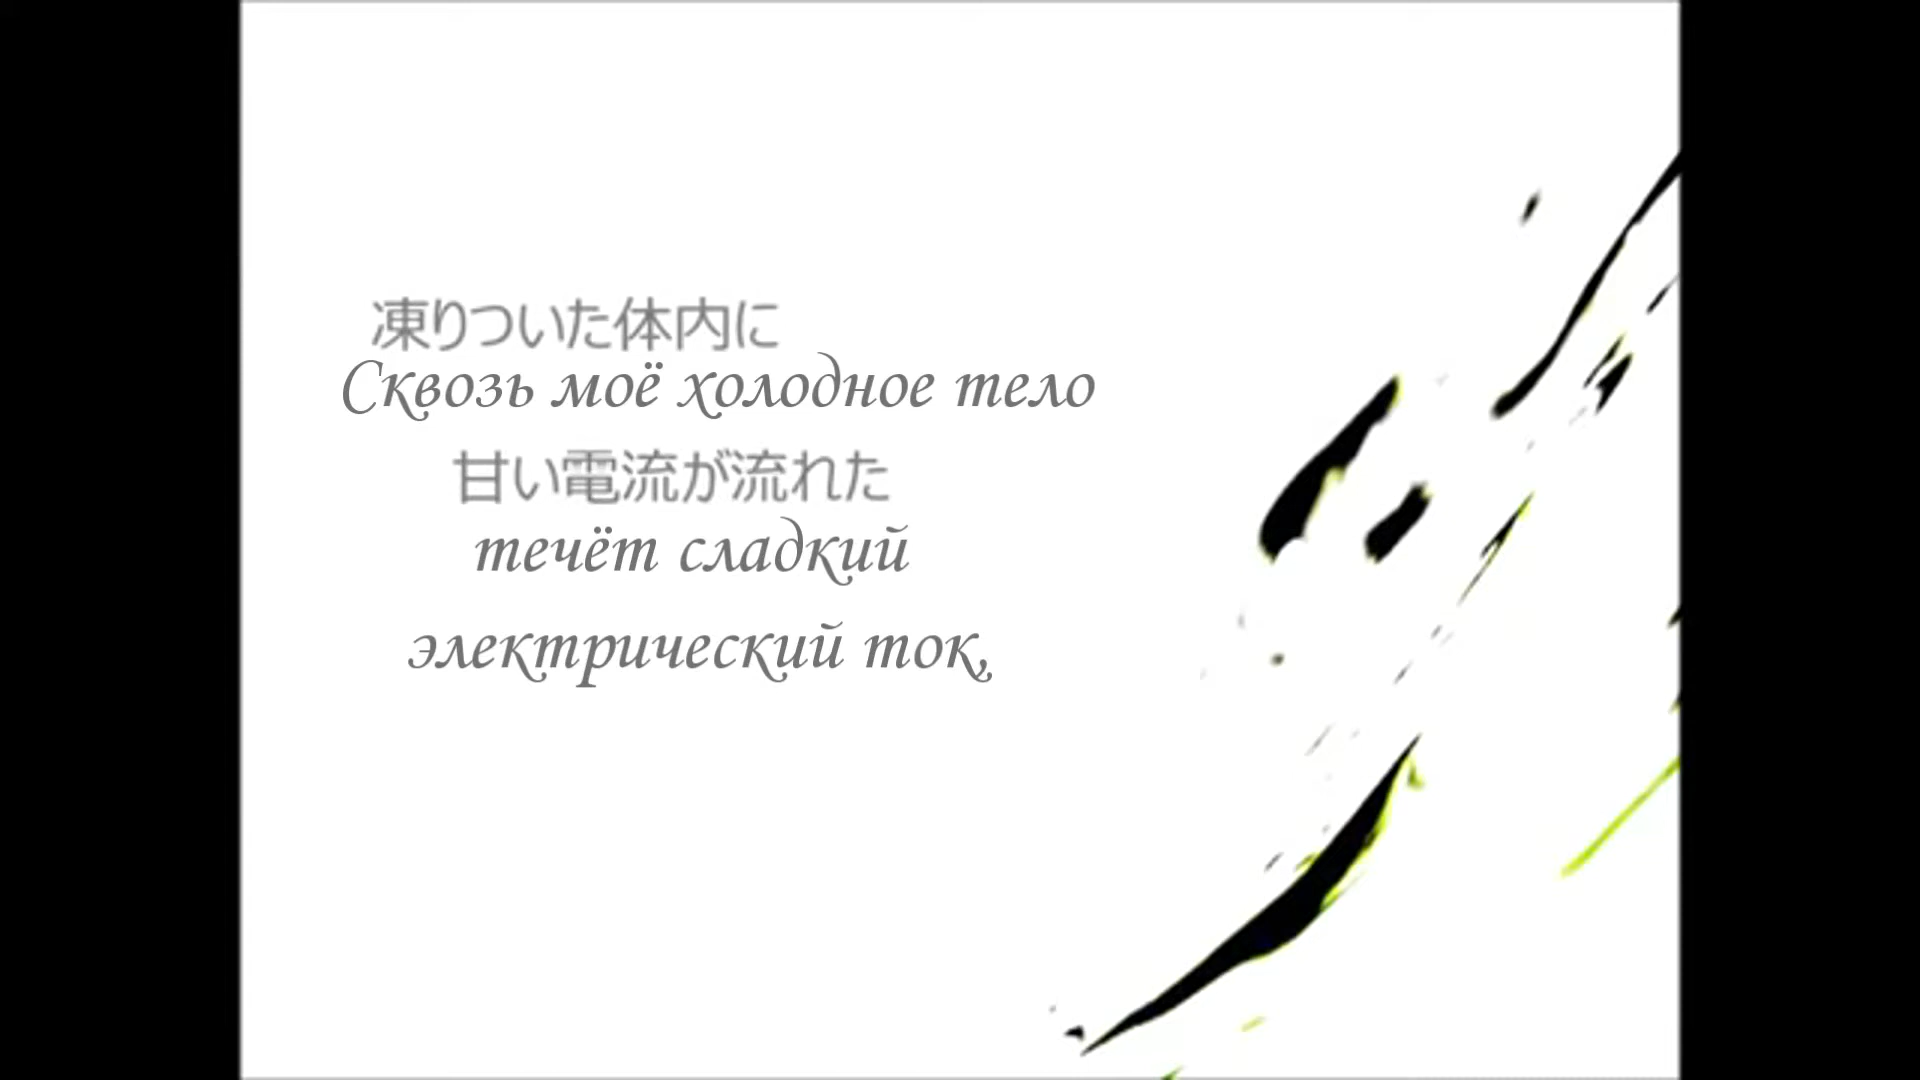 凍りついた体内に
Сквозь моё холодное тело
甘い電流が流れた
течёт сладкий
электрический ток,